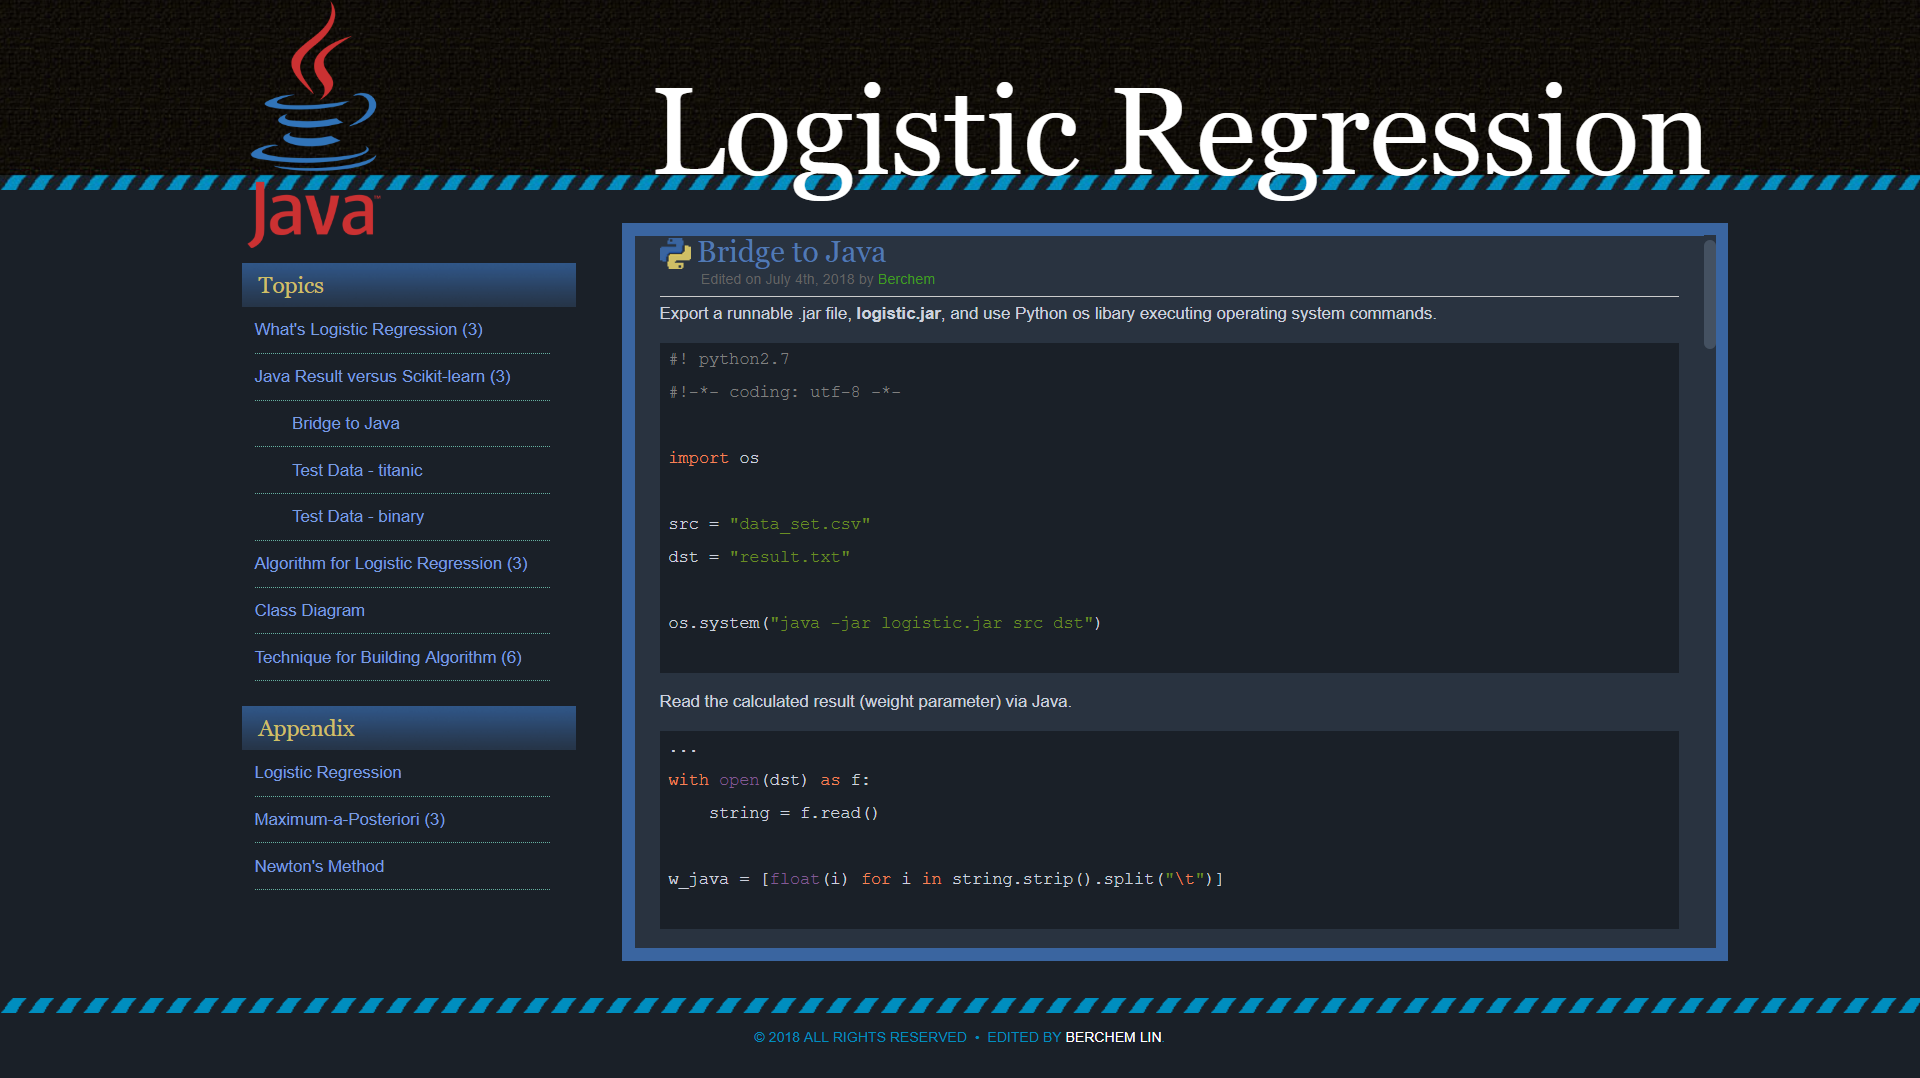 Java™
Logistic Regression
Topics
What's Logistic Regression (3)
Java Result versus Scikit-learn (3)
Bridge to Java
Test Data - titanic
Test Data - binary
Algorithm for Logistic Regression (3)
Class Diagram
Technique for Building Algorithm (6)
Appendix
Logistic Regression
Maximum-a-Posteriori (3)
Newton's Method
Bridge to Java
Edited on July 4th, 2018 by Berchem
Export a runnable .jar file, logistic.jar, and use Python os libary executing operating system commands.
#! python2.7
#!-*- coding: utf-8 -*-
import os
src = "data_set.csv"
dst = "result.txt"
os.system("java -jar logistic.jar src dst")
Read the calculated result (weight parameter) via Java.
...
with open(dst) as f:
    string = f.read()
w_java = [float(i) for i in string.strip().split("\t")]
© 2018 ALL RIGHTS RESERVED • EDITED BY BERCHEM LIN.